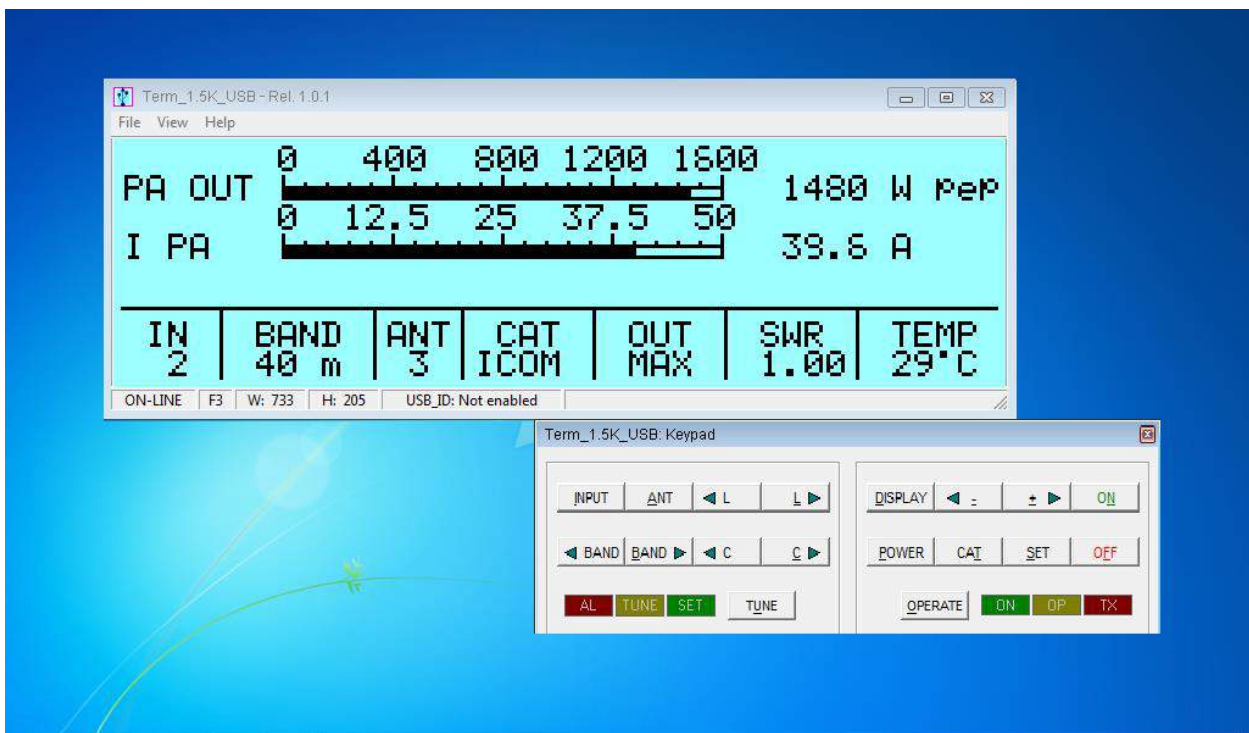 Term_1.5K_USB - Rel. 1.0.1
File View Help
0 400 800 1200 1600
PA OUT 1480 W pep
0 12.5 25 37.5 50
I PA 39.6 A
IN BAND ANT CAT OUT SWR TEMP
2 40 m 3 ICOM MAX 1.00 29°C
ON-LINE F3 W: 733 H: 205 USB_ID: Not enabled
Term_1.5K_USB: Keypad
INPUT ANT L L DISPLAY - + ON
BAND BAND C C POWER CAT SET OFF
AL TUNE SET TUNE OPERATE ON OP TX